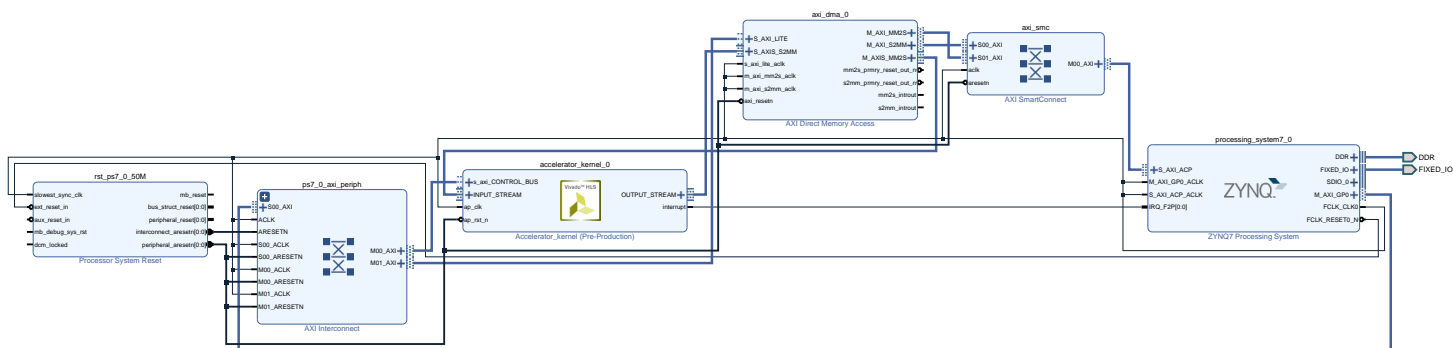 axi_dma_0
S_AXI_LITE
S_AXIS_S2MM
s_axi_lite_aclk
m_axi_mm2s_aclk
m_axi_s2mm_aclk
axi_resetn
M_AXI_MM2S
M_AXI_S2MM
M_AXIS_MM2S
mm2s_prmry_reset_out_n
s2mm_prmry_reset_out_n
mm2s_introut
s2mm_introut
AXI Direct Memory Access
axi_smc
S00_AXI
S01_AXI
aclk
aresetn
M00_AXI
AXI SmartConnect
rst_ps7_0_50M
slowest_sync_clk
ext_reset_in
aux_reset_in
mb_debug_sys_rst
dcm_locked
mb_reset
bus_struct_reset[0:0]
peripheral_reset[0:0]
interconnect_aresetn[0:0]
peripheral_aresetn[0:0]
Processor System Reset
ps7_0_axi_periph
S00_AXI
ACLK
ARESETN
S00_ACLK
S00_ARESETN
M00_ACLK
M00_ARESETN
M01_ACLK
M01_ARESETN
M00_AXI
M01_AXI
AXI Interconnect
accelerator_kernel_0
s_axi_CONTROL_BUS
INPUT_STREAM
ap_clk
ap_rst_n
Vivado™ HLS
OUTPUT_STREAM
interrupt
Accelerator_kernel (Pre-Production)
processing_system7_0
S_AXI_ACP
M_AXI_GP0_ACLK
S_AXI_ACP_ACLK
IRQ_F2P[0:0]
ZYNQ
DDR
FIXED_IO
SDIO_0
M_AXI_GP0
FCLK_CLK0
FCLK_RESET0_N
ZYNQ7 Processing System
DDR
FIXED_IO